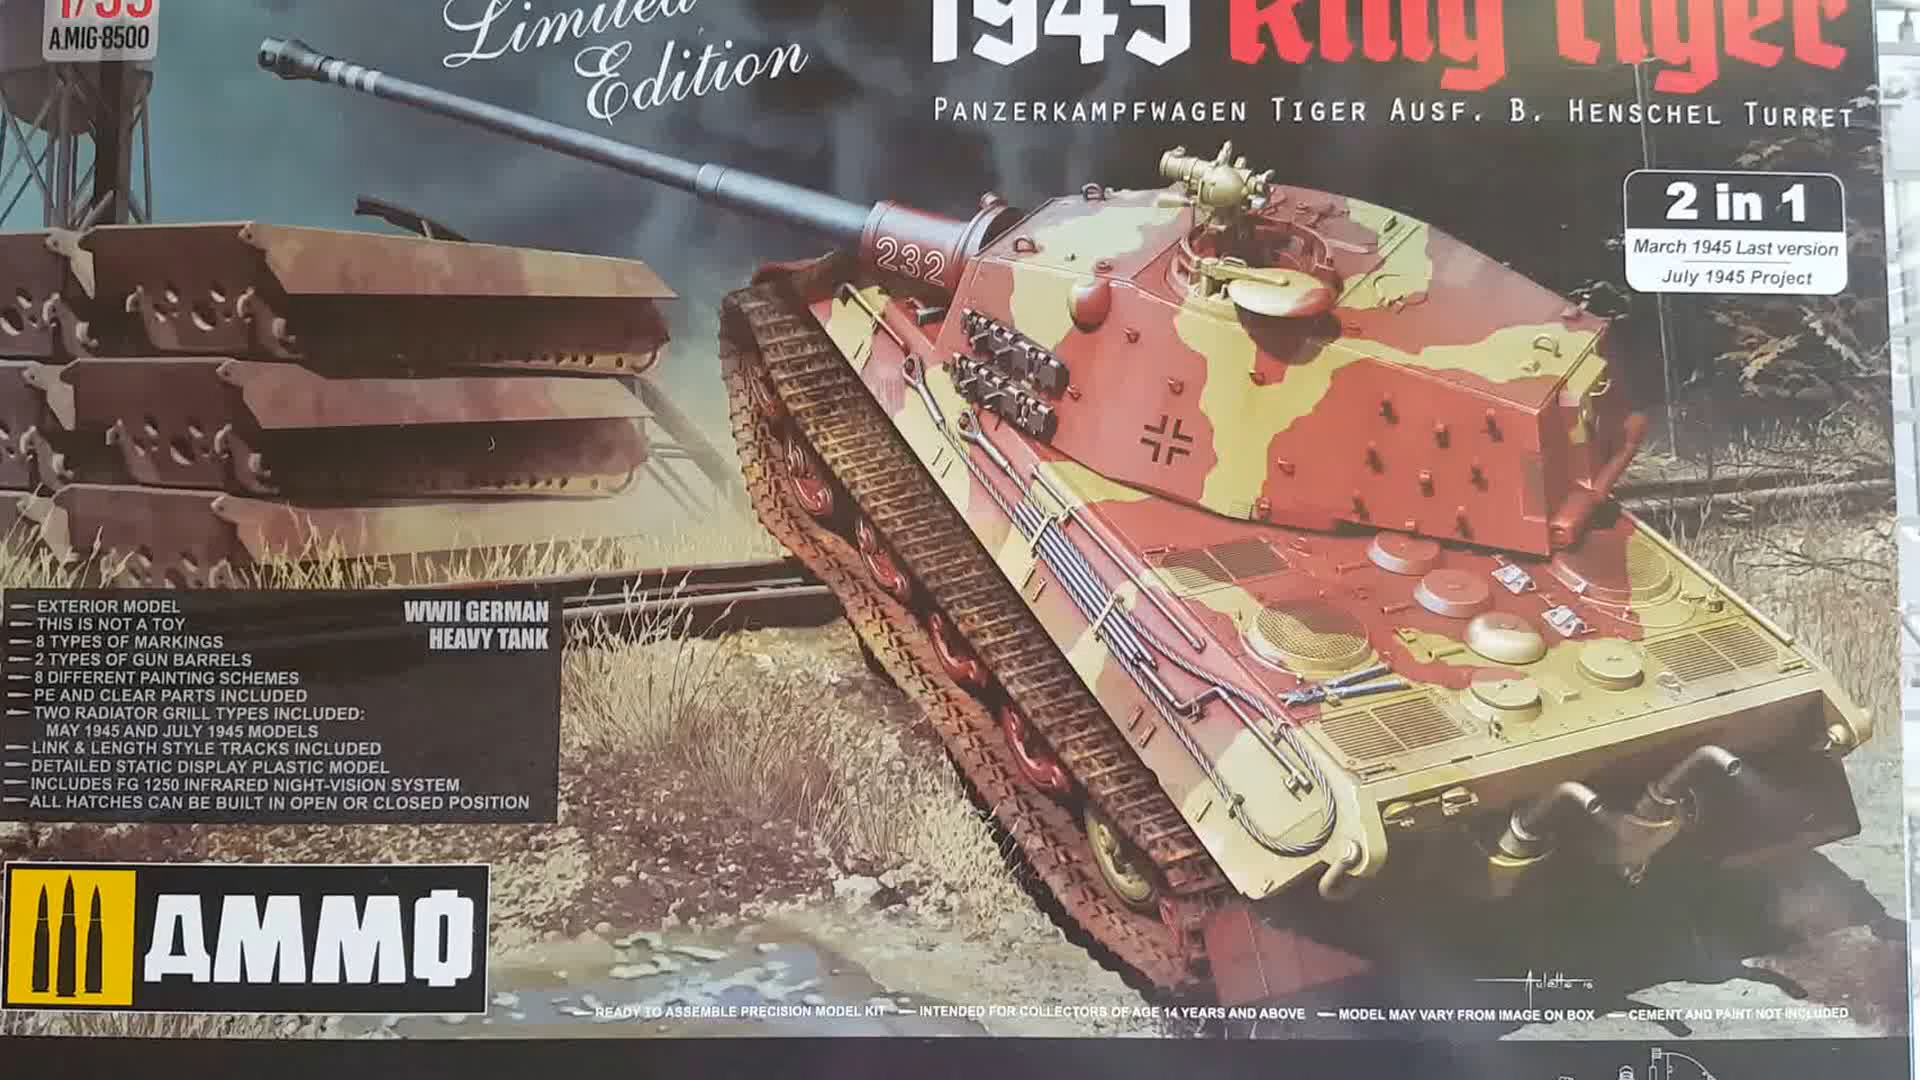 1/35
A.MIG-8500
Limited
Edition
1945 King Tiger
PANZERKAMPFWAGEN TIGER AUSF. B. HENSCHEL TURRET
2 in 1
March 1945 Last version
July 1945 Project
232
EXTERIOR MODEL
THIS IS NOT A TOY
8 TYPES OF MARKINGS
2 TYPES OF GUN BARRELS
8 DIFFERENT PAINTING SCHEMES
PE AND CLEAR PARTS INCLUDED
TWO RADIATOR GRILL TYPES INCLUDED:
MAY 1945 AND JULY 1945 MODELS
LINK & LENGTH STYLE TRACKS INCLUDED
DETAILED STATIC DISPLAY PLASTIC MODEL
INCLUDES FG 1250 INFRARED NIGHT-VISION SYSTEM
ALL HATCHES CAN BE BUILT IN OPEN OR CLOSED POSITION
WWII GERMAN
HEAVY TANK
AMMO
READY TO ASSEMBLE PRECISION MODEL KIT — INTENDED FOR COLLECTORS OF AGE 14 YEARS AND ABOVE — MODEL MAY VARY FROM IMAGE ON BOX — CEMENT AND PAINT NOT INCLUDED